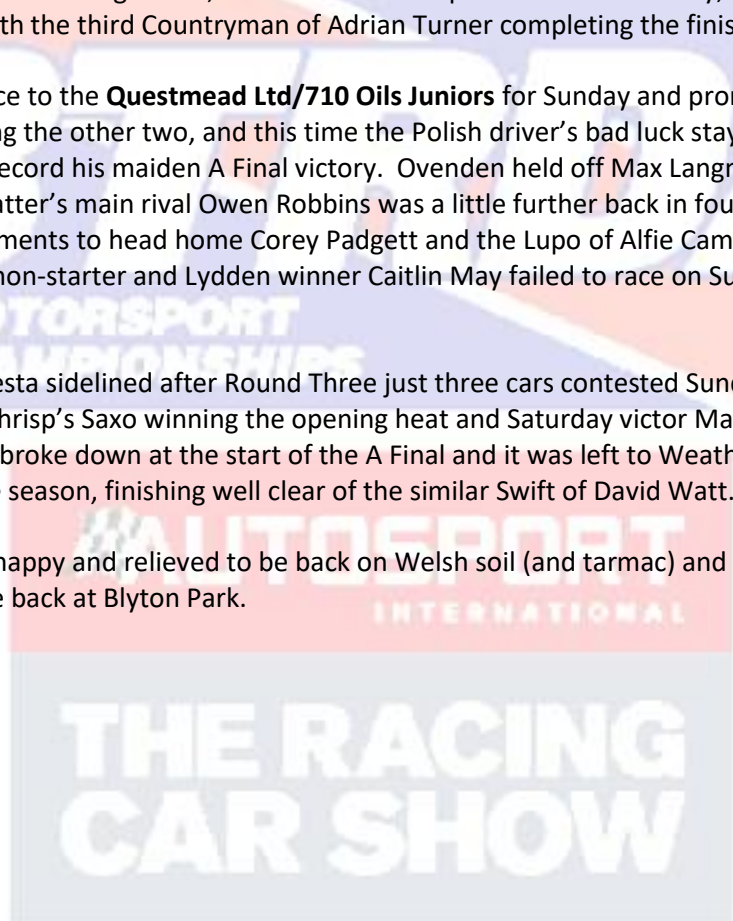 th the third Countryman of Adrian Turner completing the finis
ce to the Questmead Ltd/710 Oils Juniors for Sunday and pro
g the other two, and this time the Polish driver's bad luck stay
ecord his maiden A Final victory. Ovenden held off Max Lang
atter's main rival Owen Robbins was a little further back in fou
ments to head home Corey Padgett and the Lupo of Alfie Cam
non-starter and Lydden winner Caitlin May failed to race on Su
OTORSPORT
AMPIONSHIPS
esta sidelined after Round Three just three cars contested Sun
hrisp's Saxo winning the opening heat and Saturday victor Ma
broke down at the start of the A Final and it was left to Weath
season, finishing well clear of the similar Swift of David Watt.
happy and relieved to be back on Welsh soil (and tarmac) and
e back at Blyton Park.
AUTOSPORT
INTERNATIONAL
THE RACING
CAR SHOW